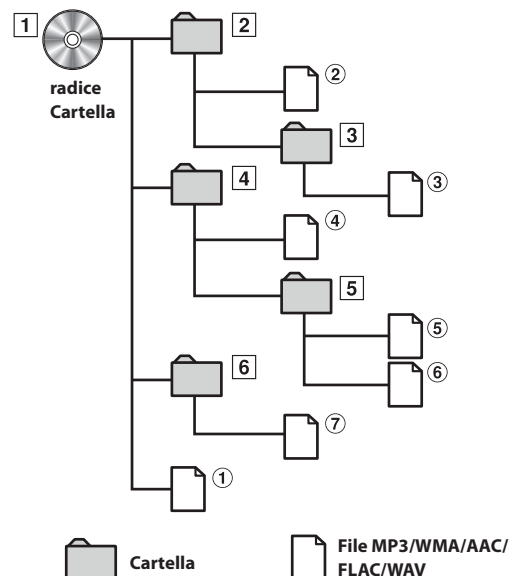 1
2
radice
Cartella
②
3
③
4
④
5
⑤
⑥
6
⑦
①
Cartella
File MP3/WMA/AAC/
FLAC/WAV